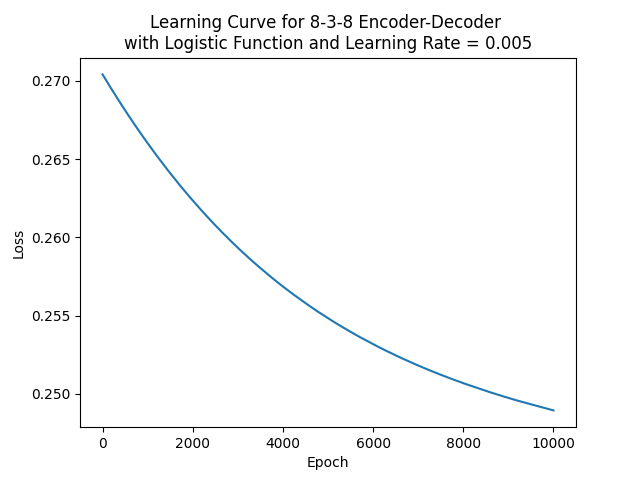 Learning Curve for 8-3-8 Encoder-Decoder
with Logistic Function and Learning Rate = 0.005
0.270
0.265
0.260
0.255
0.250
Loss
0 2000 4000 6000 8000 10000
Epoch